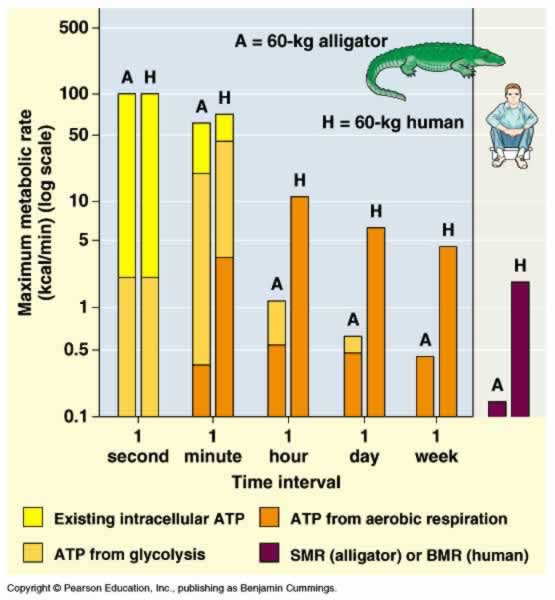 500
100
50
10
5
1
0.5
0.1
Maximum metabolic rate
(kcal/min) (log scale)
A = 60-kg alligator
H = 60-kg human
A H
A H
A H
A H
A H
A H
1
second
1
minute
1
hour
1
day
1
week
Time interval
Existing intracellular ATP
ATP from aerobic respiration
ATP from glycolysis
SMR (alligator) or BMR (human)
Copyright © Pearson Education, Inc., publishing as Benjamin Cummings.